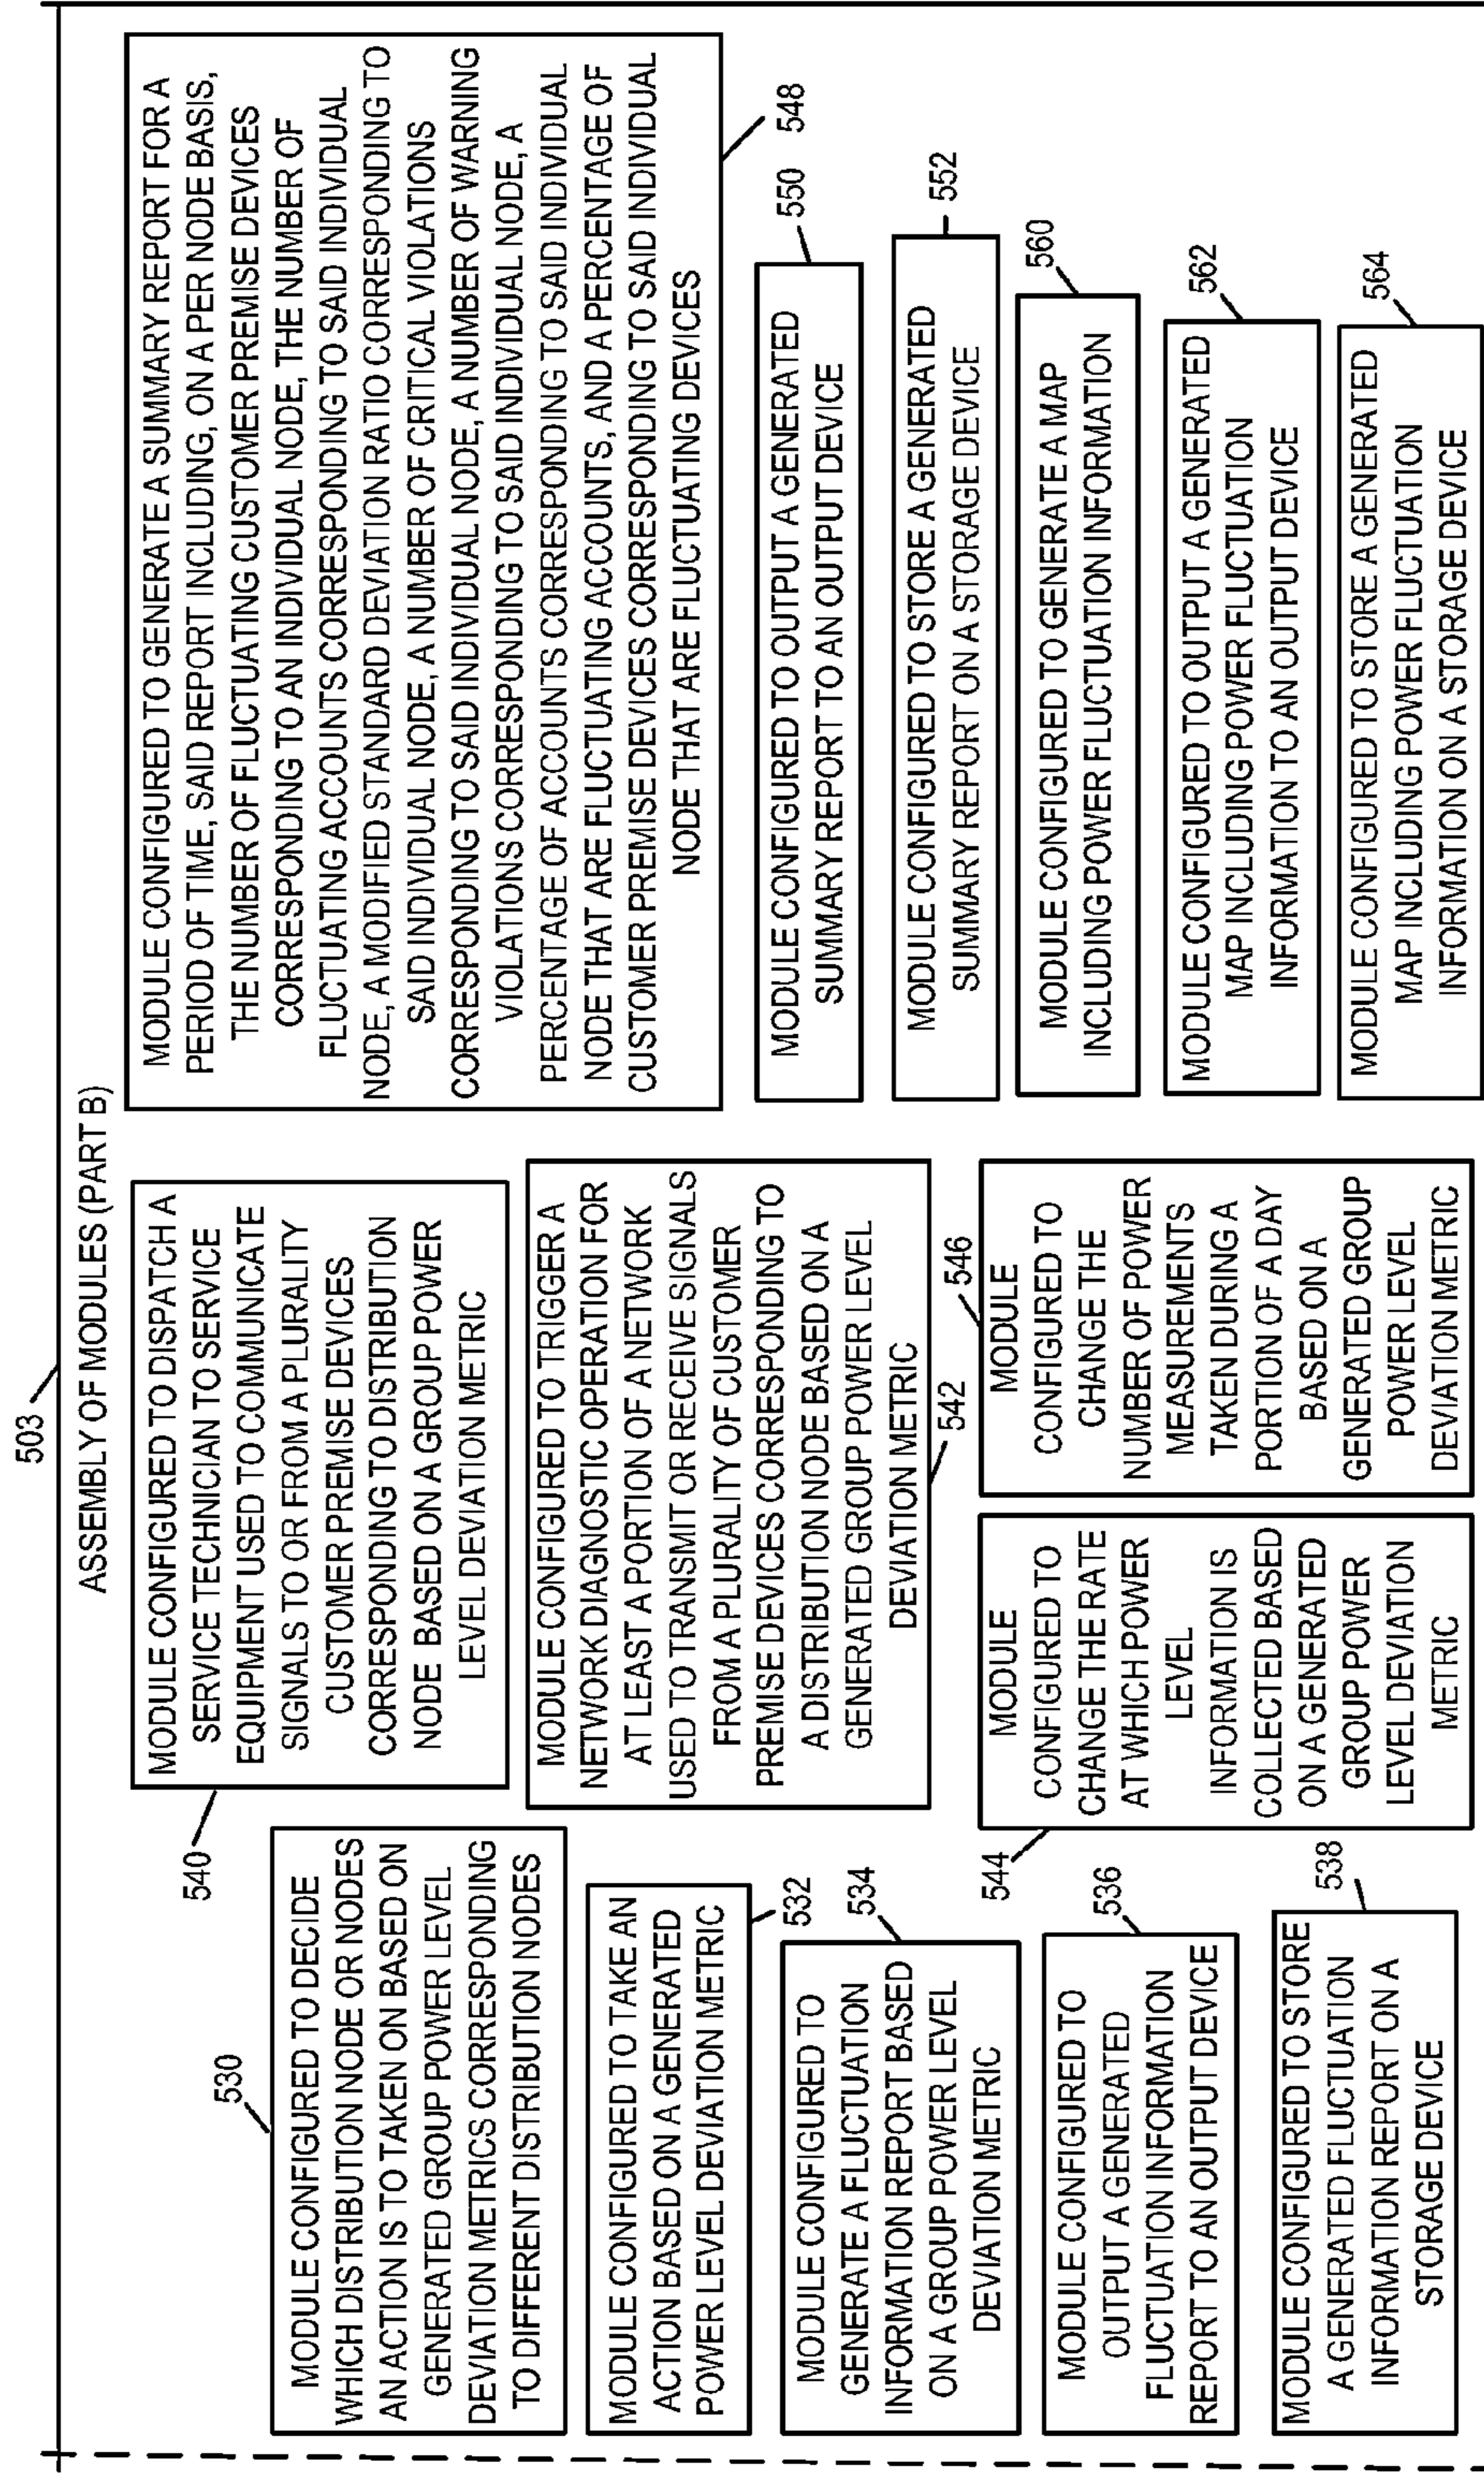 503
ASSEMBLY OF MODULES (PART B)
530
MODULE CONFIGURED TO DECIDE
WHICH DISTRIBUTION NODE OR NODES
AN ACTION IS TO TAKEN ON BASED ON
GENERATED GROUP POWER LEVEL
DEVIATION METRICS CORRESPONDING
TO DIFFERENT DISTRIBUTION NODES
MODULE CONFIGURED TO TAKE AN
ACTION BASED ON A GENERATED
POWER LEVEL DEVIATION METRIC
532
MODULE CONFIGURED TO
GENERATE A FLUCTUATION
INFORMATION REPORT BASED
ON A GROUP POWER LEVEL
DEVIATION METRIC
534
MODULE CONFIGURED TO
OUTPUT A GENERATED
FLUCTUATION INFORMATION
REPORT TO AN OUTPUT DEVICE
536
MODULE CONFIGURED TO STORE
A GENERATED FLUCTUATION
INFORMATION REPORT ON A
STORAGE DEVICE
538
540
MODULE CONFIGURED TO DISPATCH A
SERVICE TECHNICIAN TO SERVICE
EQUIPMENT USED TO COMMUNICATE
SIGNALS TO OR FROM A PLURALITY
CUSTOMER PREMISE DEVICES
CORRESPONDING TO DISTRIBUTION
NODE BASED ON A GROUP POWER
LEVEL DEVIATION METRIC
MODULE CONFIGURED TO TRIGGER A
NETWORK DIAGNOSTIC OPERATION FOR
AT LEAST A PORTION OF A NETWORK
USED TO TRANSMIT OR RECEIVE SIGNALS
FROM A PLURALITY OF CUSTOMER
PREMISE DEVICES CORRESPONDING TO
A DISTRIBUTION NODE BASED ON A
GENERATED GROUP POWER LEVEL
DEVIATION METRIC
542
544
MODULE
CONFIGURED TO
CHANGE THE RATE
AT WHICH POWER
LEVEL
INFORMATION IS
COLLECTED BASED
ON A GENERATED
GROUP POWER
LEVEL DEVIATION
METRIC
546
MODULE
CONFIGURED TO
CHANGE THE
NUMBER OF POWER
MEASUREMENTS
TAKEN DURING A
PORTION OF A DAY
BASED ON A
GENERATED GROUP
POWER LEVEL
DEVIATION METRIC
MODULE CONFIGURED TO GENERATE A SUMMARY REPORT FOR A
PERIOD OF TIME, SAID REPORT INCLUDING, ON A PER NODE BASIS,
THE NUMBER OF FLUCTUATING CUSTOMER PREMISE DEVICES
CORRESPONDING TO AN INDIVIDUAL NODE, THE NUMBER OF
FLUCTUATING ACCOUNTS CORRESPONDING TO SAID INDIVIDUAL
NODE, A MODIFIED STANDARD DEVIATION RATIO CORRESPONDING TO
SAID INDIVIDUAL NODE, A NUMBER OF CRITICAL VIOLATIONS
CORRESPONDING TO SAID INDIVIDUAL NODE, A NUMBER OF WARNING
VIOLATIONS CORRESPONDING TO SAID INDIVIDUAL NODE, A
PERCENTAGE OF ACCOUNTS CORRESPONDING TO SAID INDIVIDUAL
NODE THAT ARE FLUCTUATING ACCOUNTS, AND A PERCENTAGE OF
CUSTOMER PREMISE DEVICES CORRESPONDING TO SAID INDIVIDUAL
NODE THAT ARE FLUCTUATING DEVICES
548
MODULE CONFIGURED TO OUTPUT A GENERATED
SUMMARY REPORT TO AN OUTPUT DEVICE
550
MODULE CONFIGURED TO STORE A GENERATED
SUMMARY REPORT ON A STORAGE DEVICE
552
MODULE CONFIGURED TO GENERATE A MAP
INCLUDING POWER FLUCTUATION INFORMATION
560
MODULE CONFIGURED TO OUTPUT A GENERATED
MAP INCLUDING POWER FLUCTUATION
INFORMATION TO AN OUTPUT DEVICE
562
MODULE CONFIGURED TO STORE A GENERATED
MAP INCLUDING POWER FLUCTUATION
INFORMATION ON A STORAGE DEVICE
564